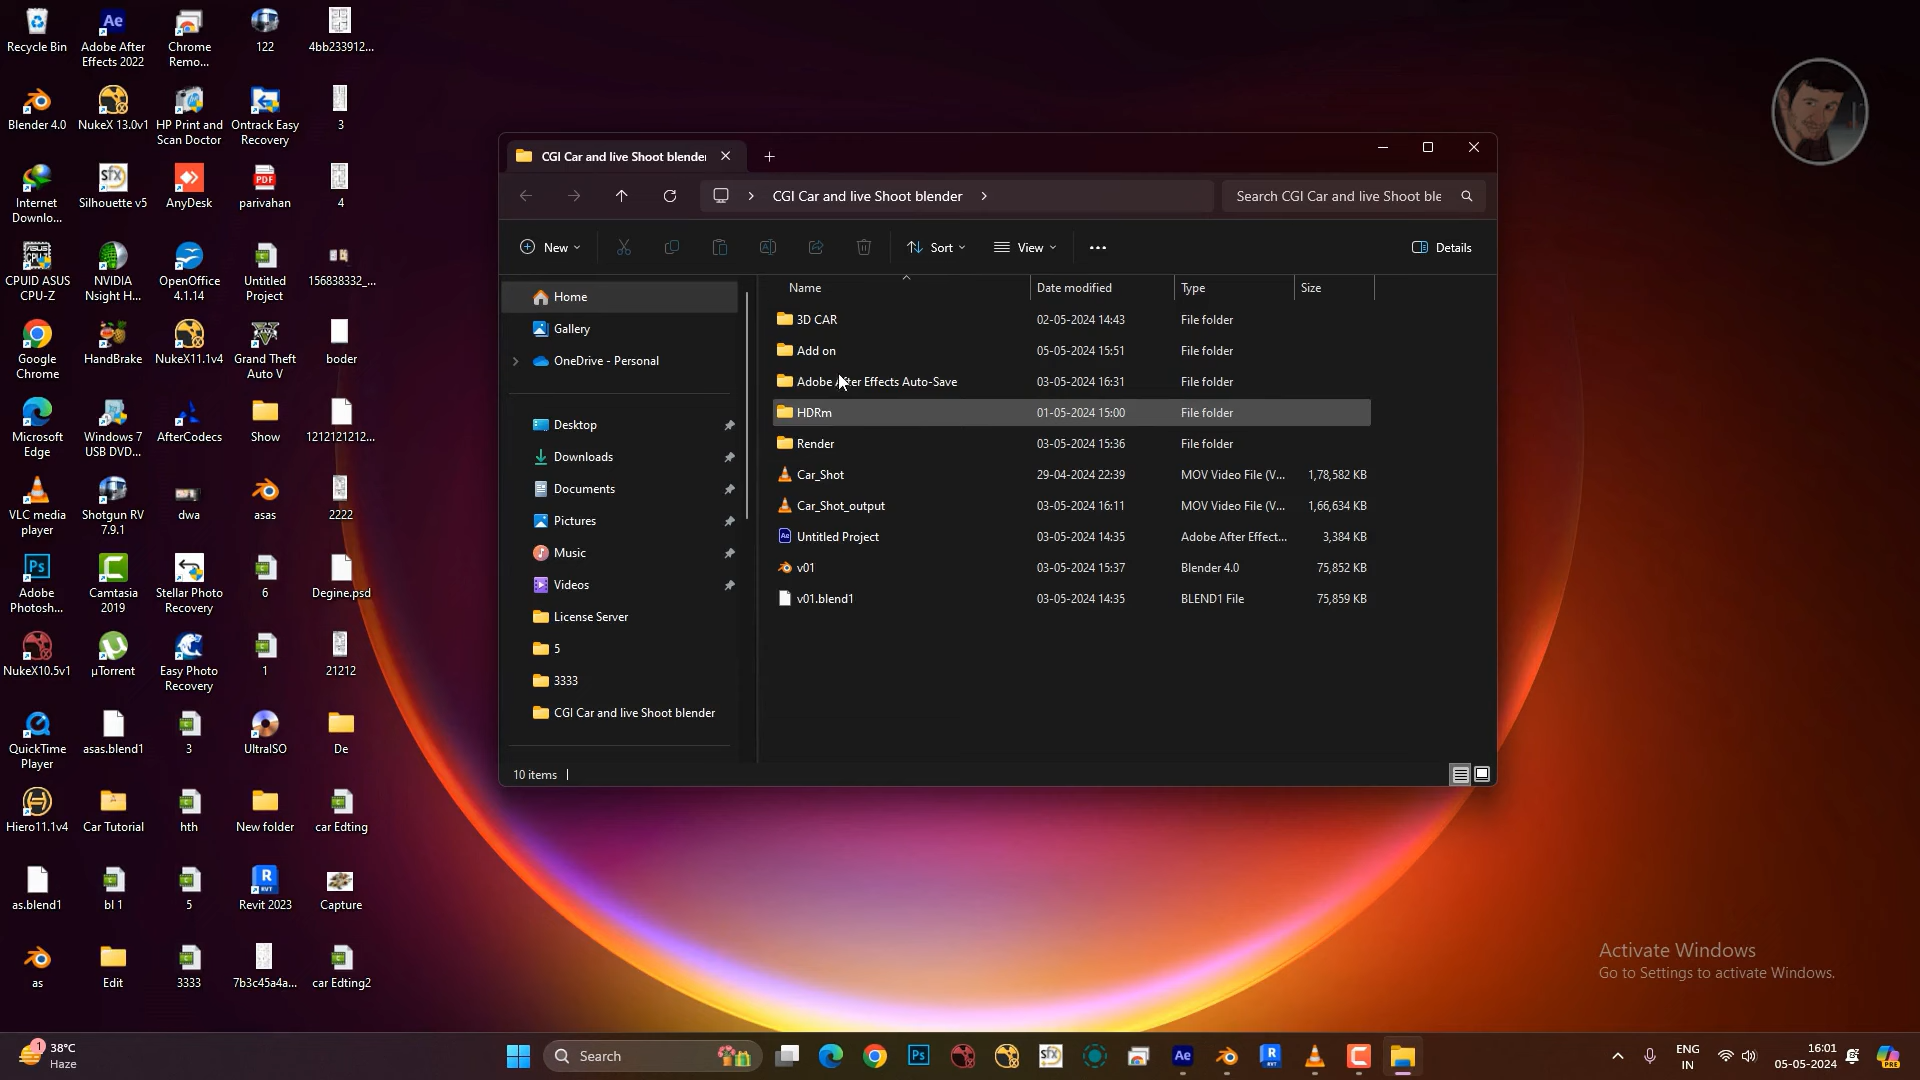 Recycle Bin
Adobe After
Effects 2022
Chrome
Remo...
122
4bb233912...
Blender 4.0
NukeX 13.0v1
HP Print and
Scan Doctor
Ontrack Easy
Recovery
3
Internet
Downlo...
Silhouette v5
AnyDesk
parivahan
4
CPUID ASUS
CPU-Z
NVIDIA
Nsight H...
OpenOffice
4.1.14
Untitled
Project
156838332_...
Google
Chrome
HandBrake
NukeX11.1v4
Grand Theft
Auto V
boder
Microsoft
Edge
Windows 7
USB DVD...
AfterCodecs
Show
1212121212...
VLC media
player
Shotgun RV
7.9.1
dwa
asas
2222
Adobe
Photosh...
Camtasia
2019
Stellar Photo
Recovery
6
Degine.psd
NukeX10.5v1
µTorrent
Easy Photo
Recovery
1
21212
QuickTime
Player
asas.blend1
3
UltraISO
De
Hiero11.1v4
Car Tutorial
hth
New folder
car Edting
as.blend1
bl 1
5
Revit 2023
Capture
as
Edit
3333
7b3c45a4a...
car Edting2
CGI Car and live Shoot blender
CGI Car and live Shoot blender
Search CGI Car and live Shoot ble
New
Sort
View
Details
Home
Gallery
OneDrive - Personal
Desktop
Downloads
Documents
Pictures
Music
Videos
License Server
5
3333
CGI Car and live Shoot blender
Name Date modified Type Size
3D CAR 02-05-2024 14:43 File folder
Add on 05-05-2024 15:51 File folder
Adobe After Effects Auto-Save 03-05-2024 16:31 File folder
HDRm 01-05-2024 15:00 File folder
Render 03-05-2024 15:36 File folder
Car_Shot 29-04-2024 22:39 MOV Video File (V... 1,78,582 KB
Car_Shot_output 03-05-2024 16:11 MOV Video File (V... 1,66,634 KB
Untitled Project 03-05-2024 14:35 Adobe After Effect... 3,384 KB
v01 03-05-2024 15:37 Blender 4.0 75,852 KB
v01.blend1 03-05-2024 14:35 BLEND1 File 75,859 KB
10 items
Activate Windows
Go to Settings to activate Windows.
38°C
Haze
Search
ENG
IN
16:01
05-05-2024